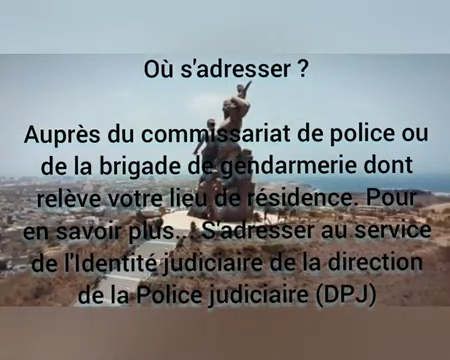 Où s'adresser ?
Auprès du commissariat de police ou
de la brigade de gendarmerie dont
relève votre lieu de résidence. Pour
en savoir plus... S'adresser au service
de l'Identité judiciaire de la direction
de la Police judiciaire (DPJ)